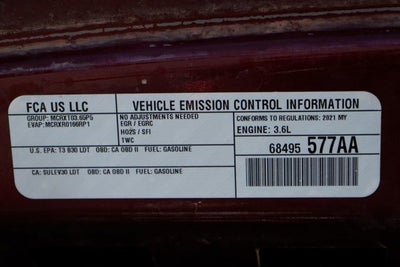 FCA US LLC
VEHICLE EMISSION CONTROL INFORMATION
GROUP: MCRXT03.65P5
EVAP: MCRXR0166RP1
NO ADJUSTMENTS NEEDED
EGR / EGRC
HO2S / SFI
TWC
CONFORMS TO REGULATIONS: 2021 MY
ENGINE: 3.6L
68495 577AA
U.S. EPA: T3 B30 LDT OBD: CA OBD II FUEL: GASOLINE
CA: SULEV30 LDT OBD: CA OBD II FUEL: GASOLINE